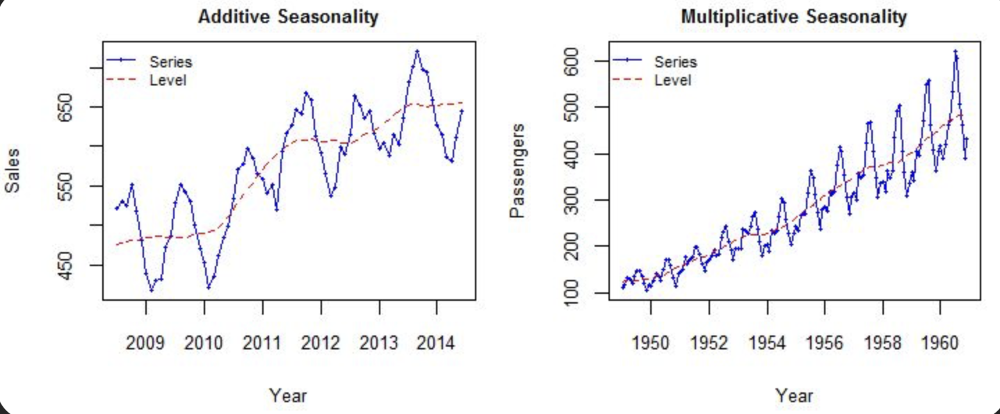 Additive Seasonality
Series
Level
Sales
650
550
450
2009 2010 2011 2012 2013 2014
Year
Multiplicative Seasonality
Series
Level
Passengers
600
500
400
300
200
100
1950 1952 1954 1956 1958 1960
Year